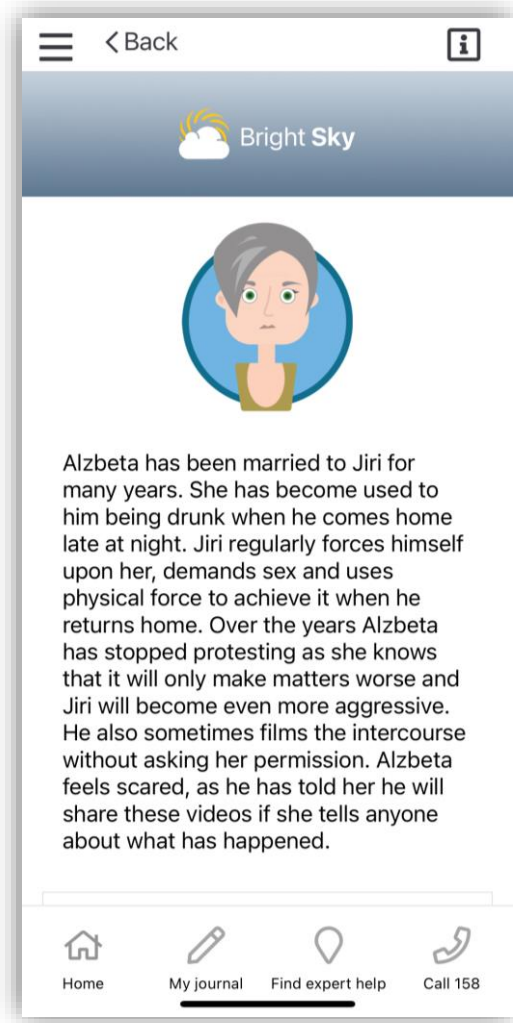 Back
Bright Sky
Alzbeta has been married to Jiri for
many years. She has become used to
him being drunk when he comes home
late at night. Jiri regularly forces himself
upon her, demands sex and uses
physical force to achieve it when he
returns home. Over the years Alzbeta
has stopped protesting as she knows
that it will only make matters worse and
Jiri will become even more aggressive.
He also sometimes films the intercourse
without asking her permission. Alzbeta
feels scared, as he has told her he will
share these videos if she tells anyone
about what has happened.
Home My journal Find expert help Call 158